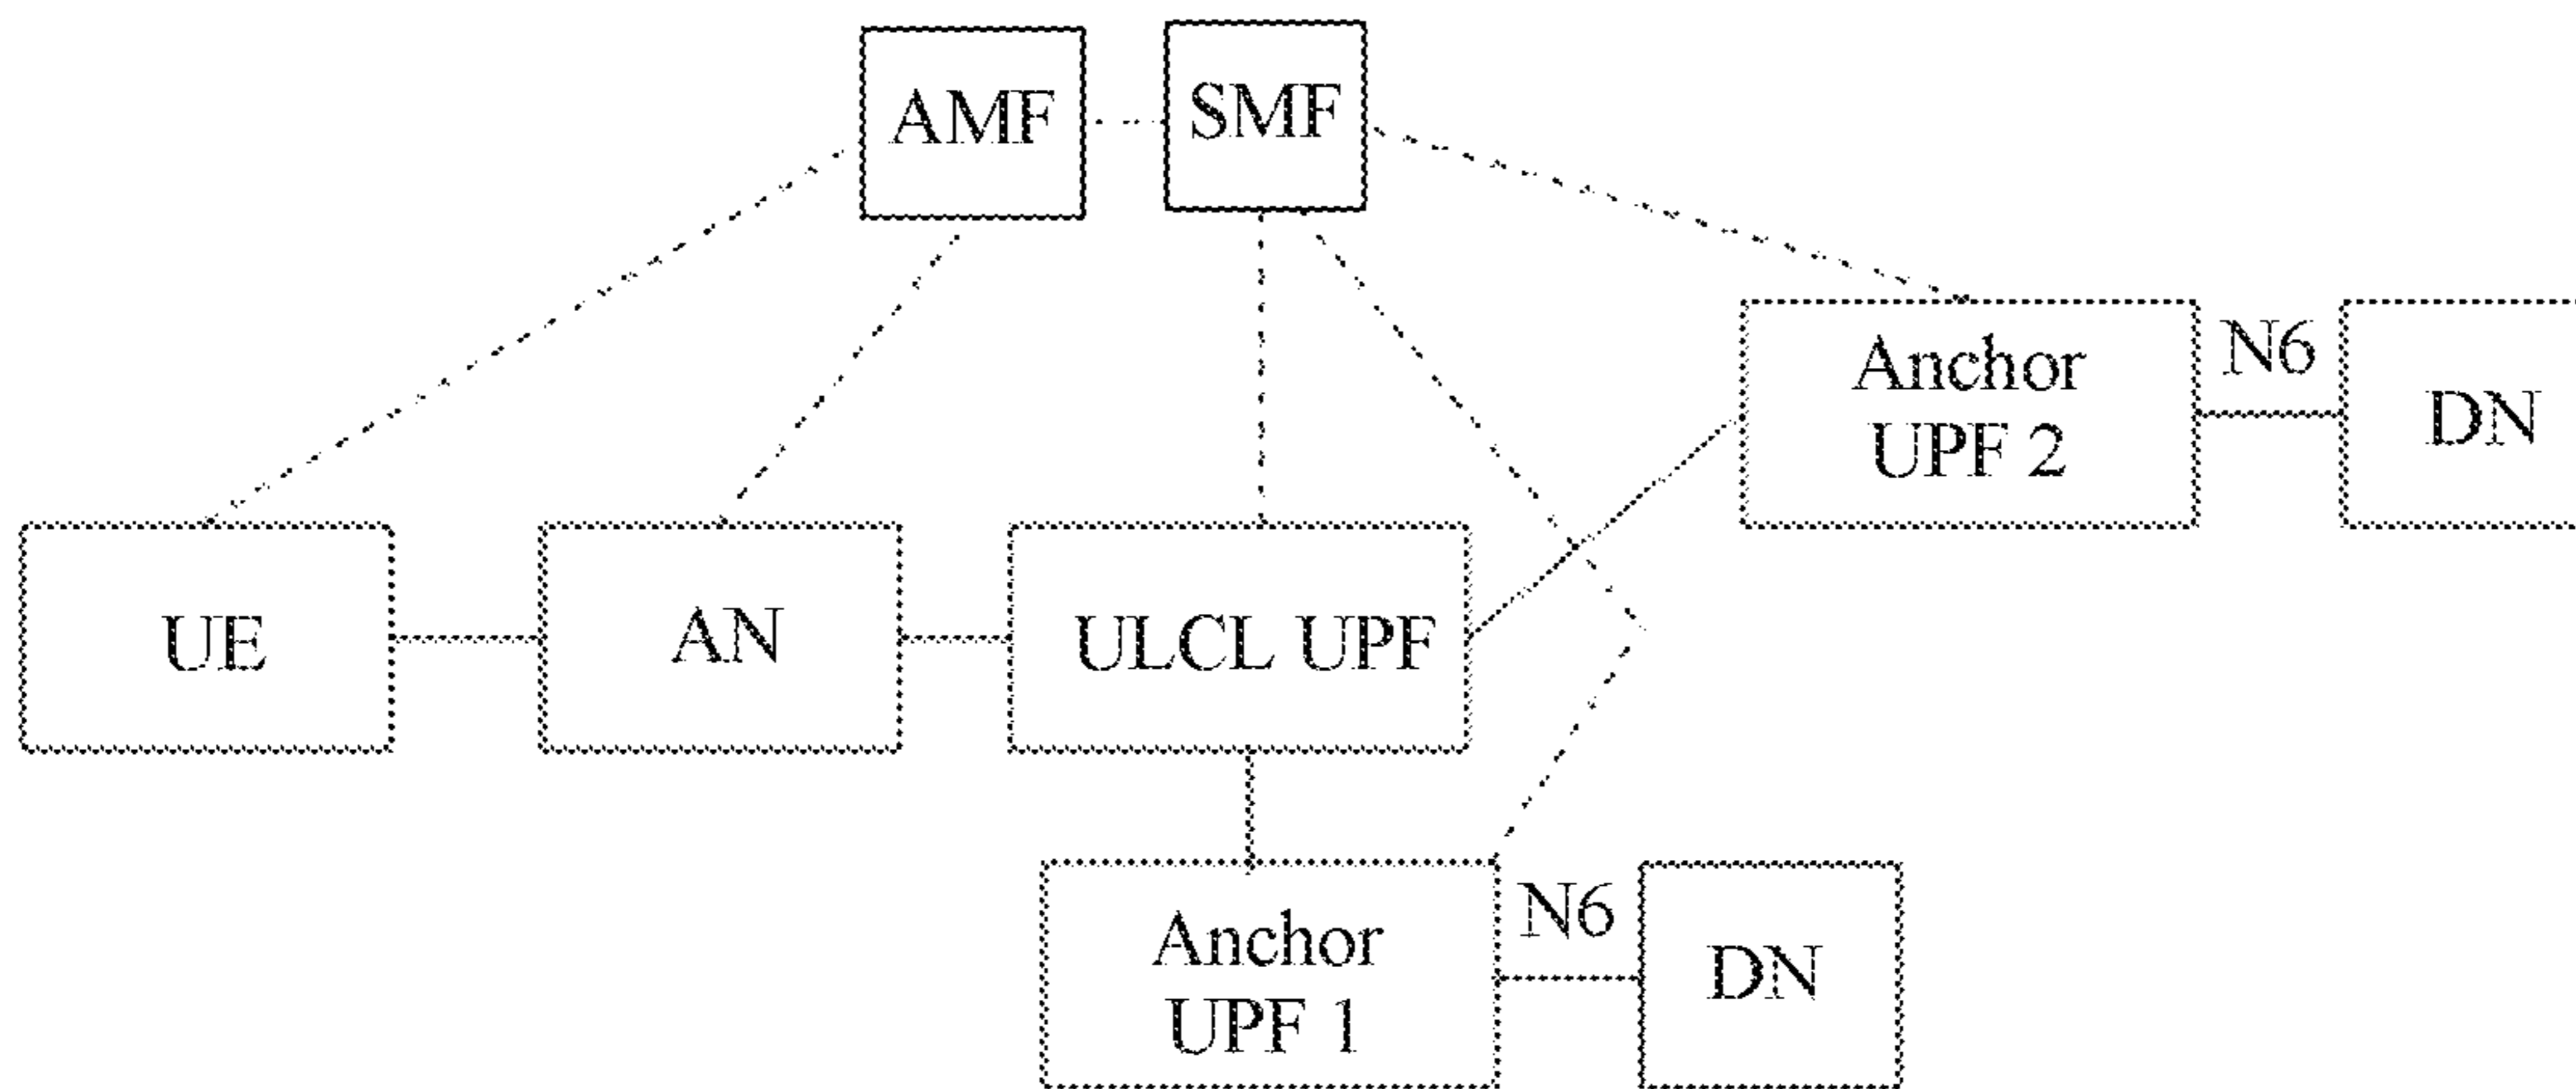 AMF
SMF
N6
Anchor
UPF 2
DN
UE
AN
ULCL UPF
N6
Anchor
UPF 1
DN